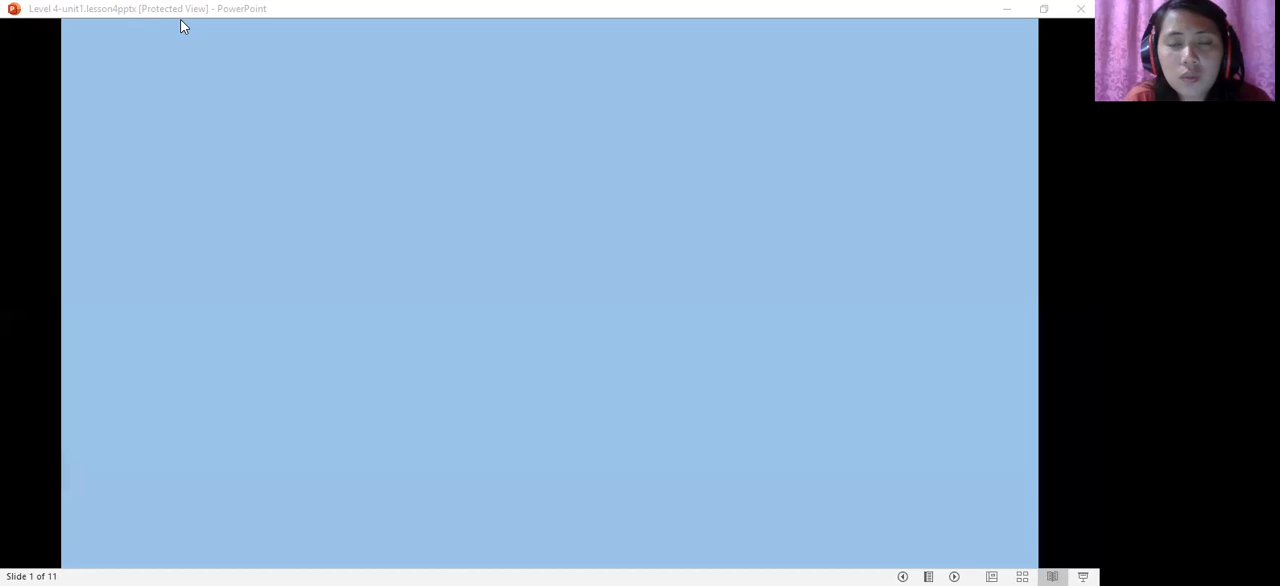 Level 4-unit1.lesson4pptx [Protected View] - PowerPoint
Slide 1 of 11